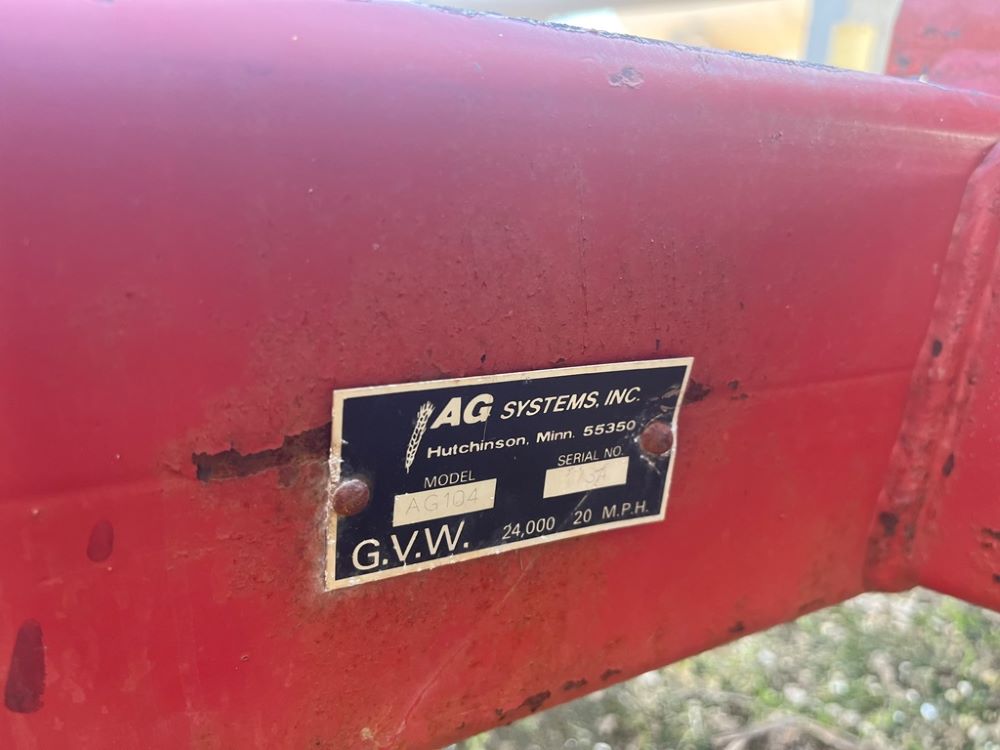 AG SYSTEMS, INC.
Hutchinson, Minn. 55350
MODEL SERIAL NO.
AG104
G.V.W. 24,000 20 M.P.H.